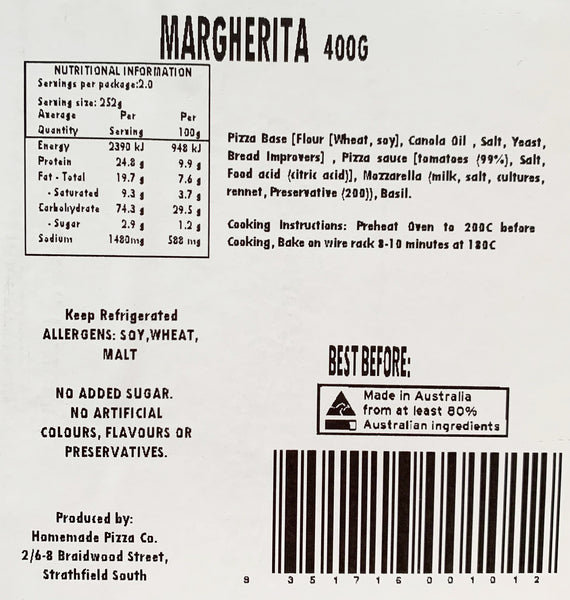 MARGHERITA 400G
NUTRITIONAL INFORMATION
Servings per package:2.0
Serving size: 252g
Average Per Per
Quantity Serving 100g
Energy 2390 kJ 948 kJ
Protein 24.8 g 9.9 g
Fat - Total 19.7 g 7.6 g
- Saturated 9.3 g 3.7 g
Carbohydrate 74.3 g 29.5 g
- Sugar 2.9 g 1.2 g
Sodium 1480mg 588 mg
Pizza Base [Flour [Wheat, soy], Canola Oil , Salt, Yeast,
Bread Improvers] , Pizza sauce [tomatoes (99%), Salt,
Food acid (citric acid)], Mozzarella (milk, salt, cultures,
rennet, Preservative (200)), Basil.
Cooking Instructions: Preheat Oven to 200C before
Cooking, Bake on wire rack 8-10 minutes at 180C
Keep Refrigerated
ALLERGENS: SOY,WHEAT,
MALT
NO ADDED SUGAR.
NO ARTIFICIAL
COLOURS, FLAVOURS OR
PRESERVATIVES.
BEST BEFORE:
Made in Australia
from at least 80%
Australian ingredients
Produced by:
Homemade Pizza Co.
2/6-8 Braidwood Street,
Strathfield South
9 351716 001012